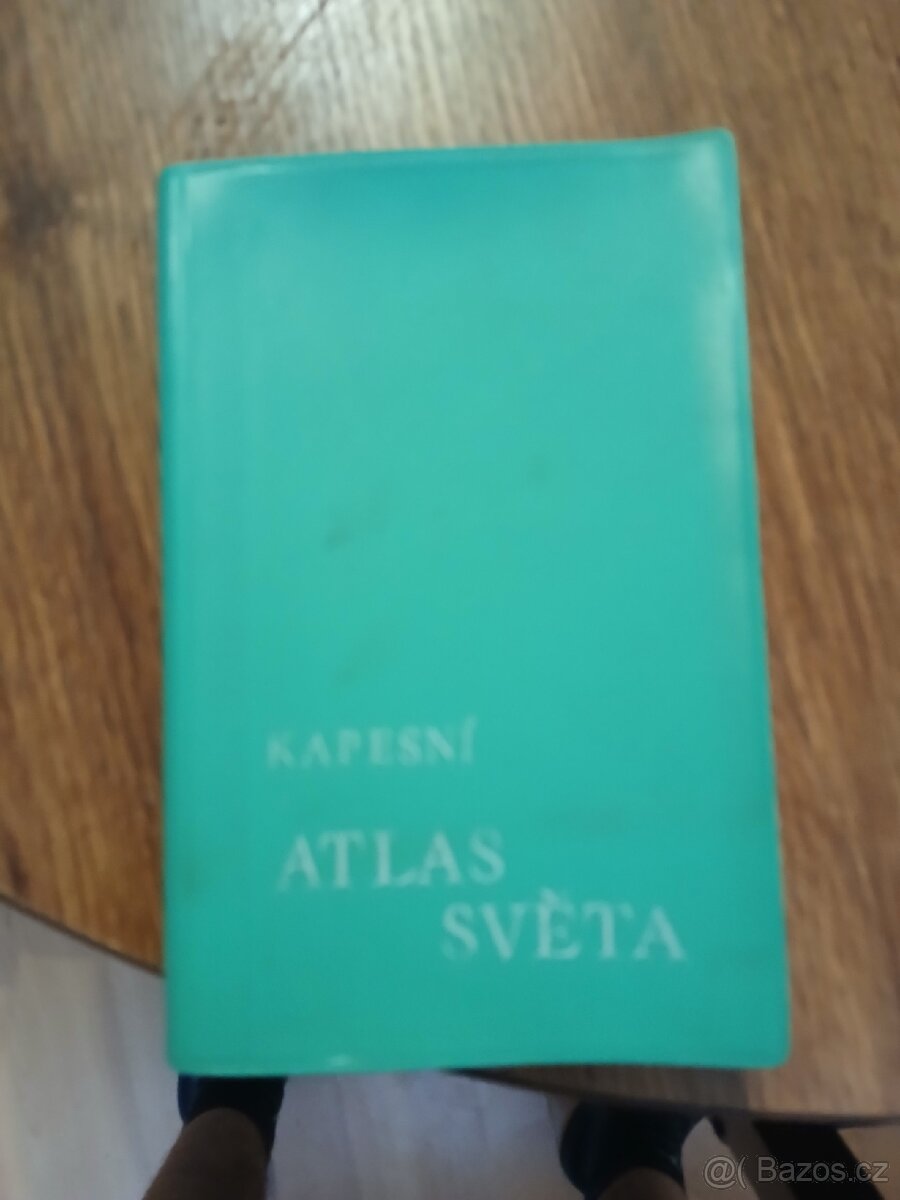 KAPESNÍ
ATLAS
SVĚTA
@( Bazos.cz